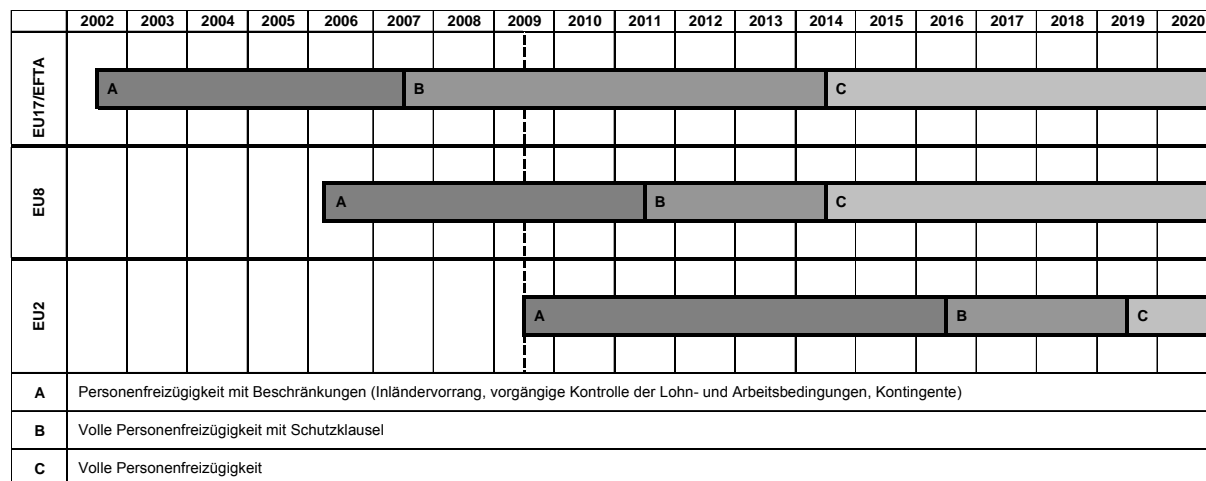 2002 2003 2004 2005 2006 2007 2008 2009 2010 2011 2012 2013 2014 2015 2016 2017 2018 2019 2020
EU17/EFTA
A B C
EU8
A B C
EU2
A B C
A Personenfreizügigkeit mit Beschränkungen (Inländervorrang, vorgängige Kontrolle der Lohn- und Arbeitsbedingungen, Kontingente)
B Volle Personenfreizügigkeit mit Schutzklausel
C Volle Personenfreizügigkeit